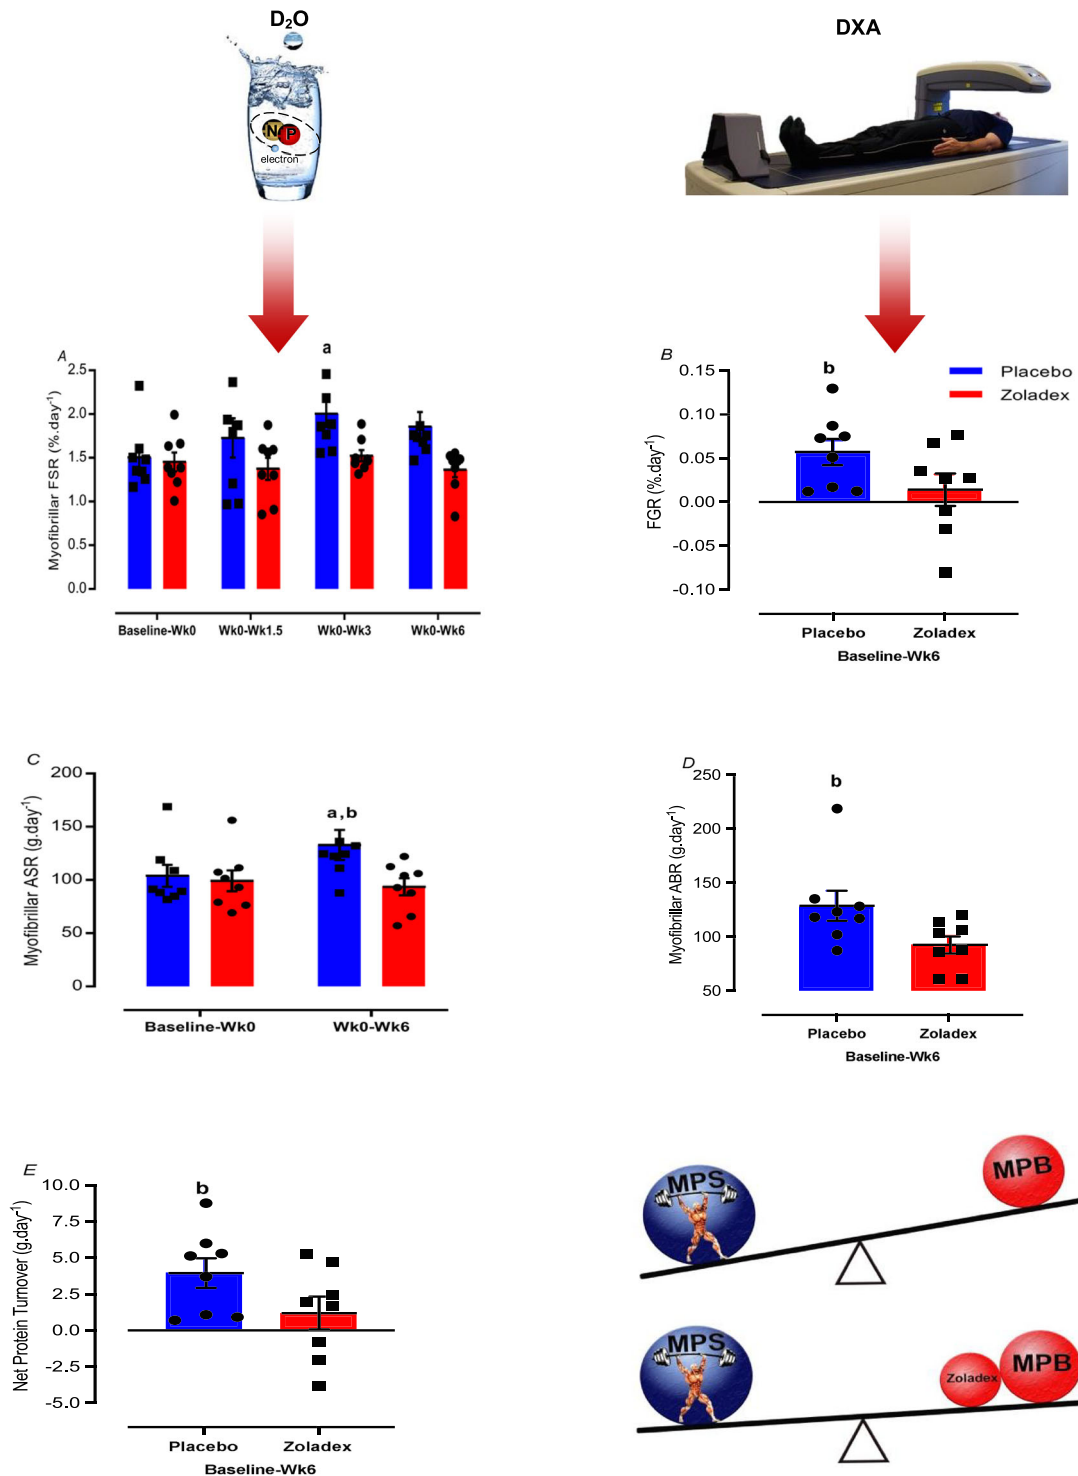 D₂O
DXA
N P
electron
A
Myofibrillar FSR (%.day⁻¹)
2.5
2.0
1.5
1.0
0.5
0.0
a
Baseline-Wk0 Wk0-Wk1.5 Wk0-Wk3 Wk0-Wk6
B
FGR (%.day⁻¹)
0.15
0.10
0.05
0.00
-0.05
-0.10
b
Placebo
Zoladex
Placebo Zoladex
Baseline-Wk6
C
Myofibrillar ASR (g.day⁻¹)
200
150
100
50
0
a,b
Baseline-Wk0 Wk0-Wk6
D
Myofibrillar ABR (g.day⁻¹)
250
200
150
100
50
b
Placebo Zoladex
Baseline-Wk6
E
Net Protein Turnover (g.day⁻¹)
10.0
7.5
5.0
2.5
0.0
-2.5
-5.0
b
Placebo Zoladex
Baseline-Wk6
MPS
MPB
MPS
Zoladex
MPB